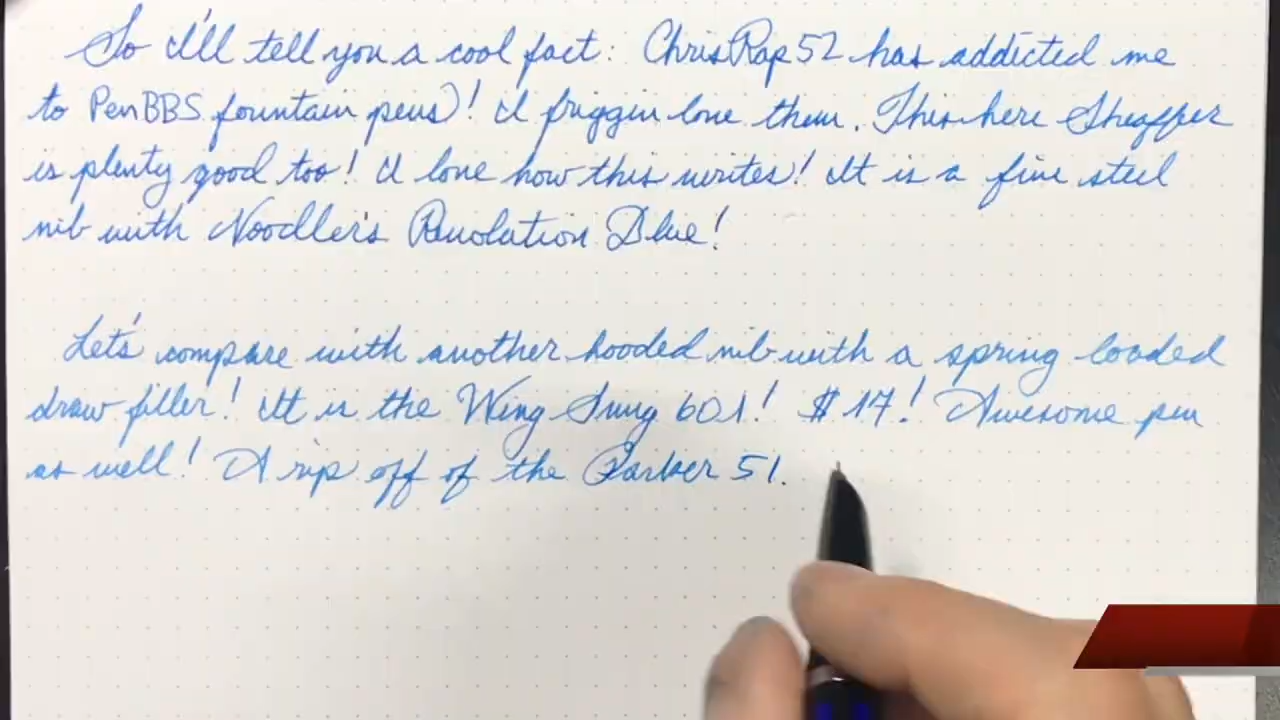 So I'll tell you a cool fact: ChrisRap52 has addicted me
to PenBBS fountain pens! I friggin love them. This here Sheaffer
is plenty good too! I love how this writes! It is a fine steel
nib with Noodler's Revolution Blue!
Let's compare with another hooded nib with a spring loaded
draw filler! It is the Wing Sung 601! $17! Awesome pen
as well! A rip off of the Parker 51.